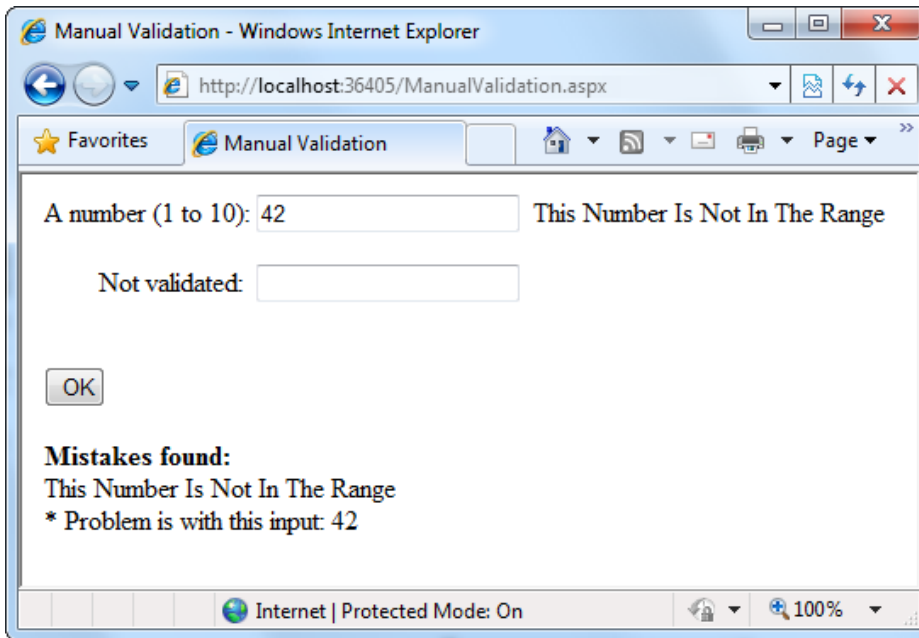 Manual Validation - Windows Internet Explorer
http://localhost:36405/ManualValidation.aspx
Favorites Manual Validation Page
A number (1 to 10): 42 This Number Is Not In The Range
Not validated:
OK
Mistakes found:
This Number Is Not In The Range
* Problem is with this input: 42
Internet | Protected Mode: On 100%